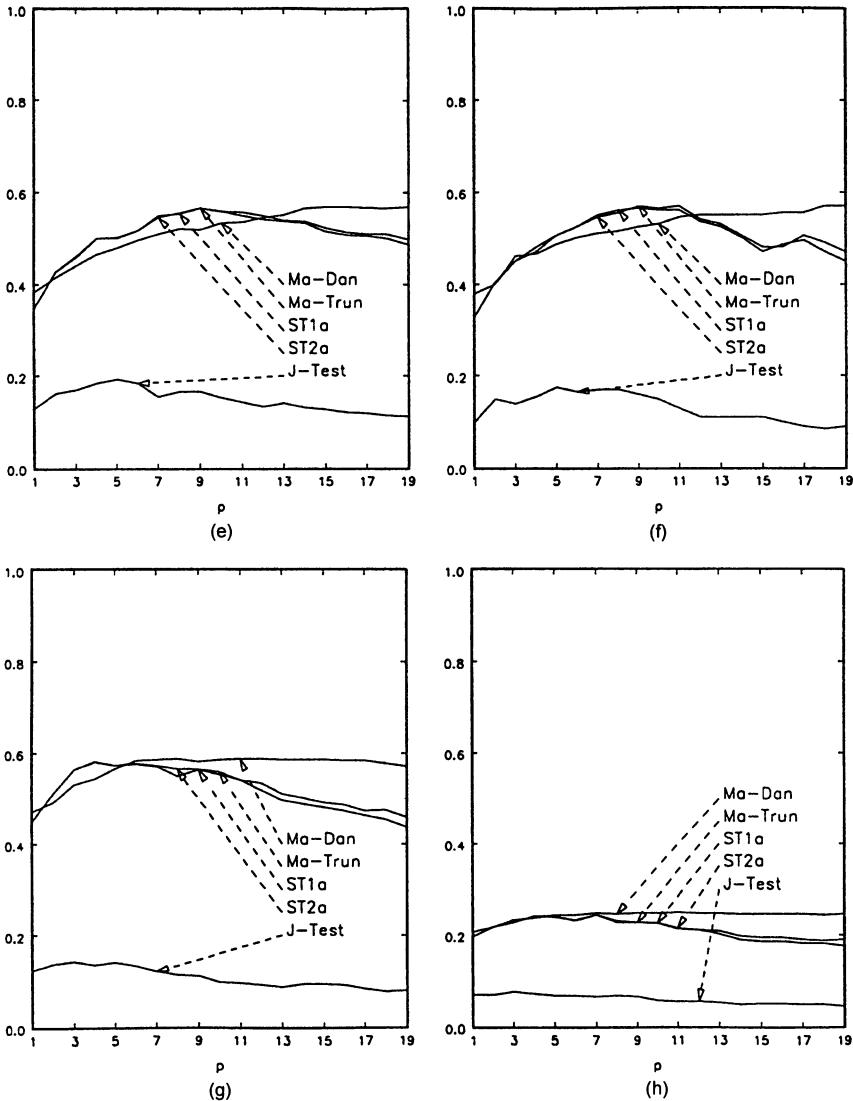 1.0
0.8
0.6
0.4
0.2
0.0
1 3 5 7 9 11 13 15 17 19
p
Ma-Dan
Ma-Trun
ST1a
ST2a
J-Test
(e)
1.0
0.8
0.6
0.4
0.2
0.0
1 3 5 7 9 11 13 15 17 19
p
Ma-Dan
Ma-Trun
ST1a
ST2a
J-Test
(f)
1.0
0.8
0.6
0.4
0.2
0.0
1 3 5 7 9 11 13 15 17 19
p
Ma-Dan
Ma-Trun
ST1a
ST2a
J-Test
(g)
1.0
0.8
0.6
0.4
0.2
0.0
1 3 5 7 9 11 13 15 17 19
p
Ma-Dan
Ma-Trun
ST1a
ST2a
J-Test
(h)